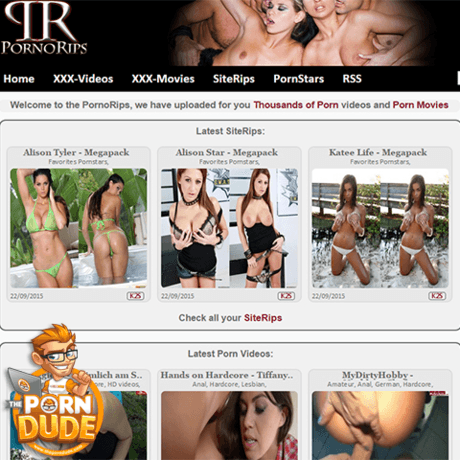 PR
PORNORIPS
Home XXX-Videos XXX-Movies SiteRips PornStars RSS
Welcome to the PornoRips, we have uploaded for you Thousands of Porn videos and Porn Movies
Latest SiteRips:
Alison Tyler - Megapack
Favorites Pornstars,
Alison Star - Megapack
Favorites Pornstars,
Katee Life - Megapack
Favorites Pornstars,
22/09/2015 K2S
22/09/2015 K2S
22/09/2015 K2S
Check all your SiteRips
Latest Porn Videos:
mlich am S..
ore, HD videos,
Hands on Hardcore - Tiffany..
Anal, Hardcore, Lesbian,
MyDirtyHobby -
Amateur, Anal, German, Hardcore,
THE
PORN
DUDE